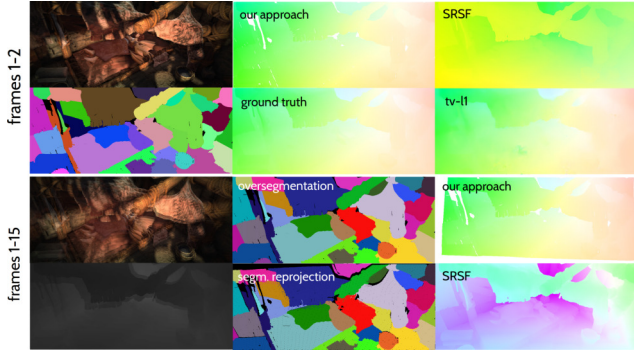 frames 1-2
our approach
SRSF
ground truth
tv-l1
frames 1-15
oversegmentation
our approach
segm. reprojection
SRSF